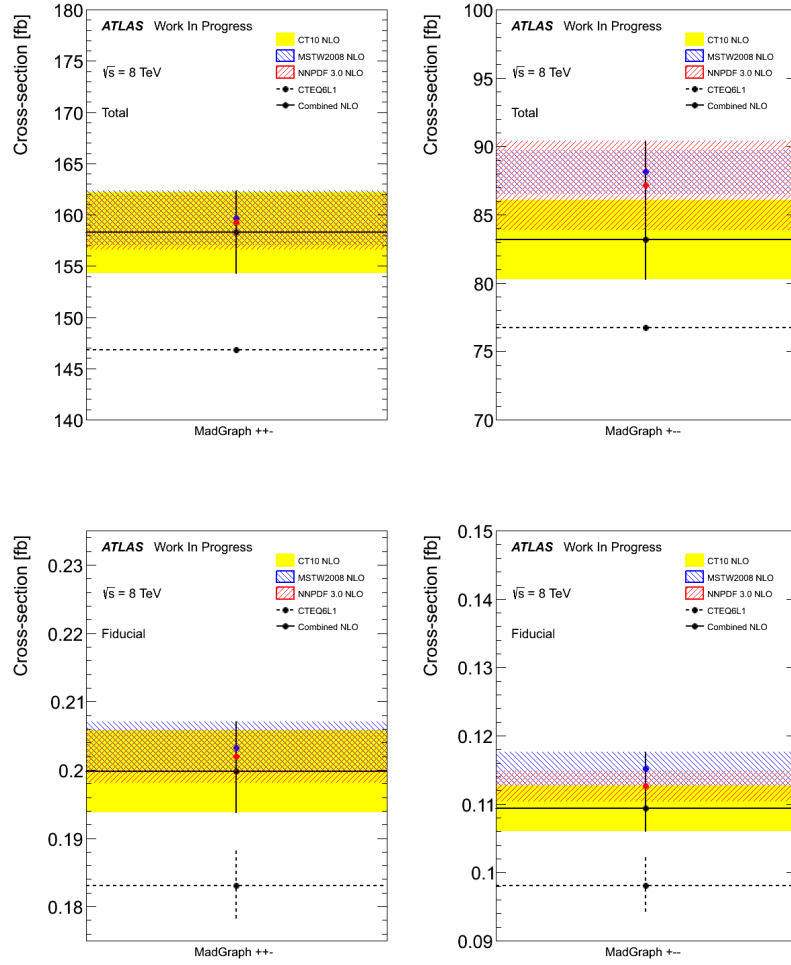 Cross-section [fb]
180
175
170
165
160
155
150
145
140
ATLAS Work In Progress
√s = 8 TeV
Total
CT10 NLO
MSTW2008 NLO
NNPDF 3.0 NLO
CTEQ6L1
Combined NLO
MadGraph ++-
Cross-section [fb]
100
95
90
85
80
75
70
ATLAS Work In Progress
√s = 8 TeV
Total
CT10 NLO
MSTW2008 NLO
NNPDF 3.0 NLO
CTEQ6L1
Combined NLO
MadGraph +--
Cross-section [fb]
0.23
0.22
0.21
0.2
0.19
0.18
ATLAS Work In Progress
√s = 8 TeV
Fiducial
CT10 NLO
MSTW2008 NLO
NNPDF 3.0 NLO
CTEQ6L1
Combined NLO
MadGraph ++-
Cross-section [fb]
0.15
0.14
0.13
0.12
0.11
0.1
0.09
ATLAS Work In Progress
√s = 8 TeV
Fiducial
CT10 NLO
MSTW2008 NLO
NNPDF 3.0 NLO
CTEQ6L1
Combined NLO
MadGraph +--